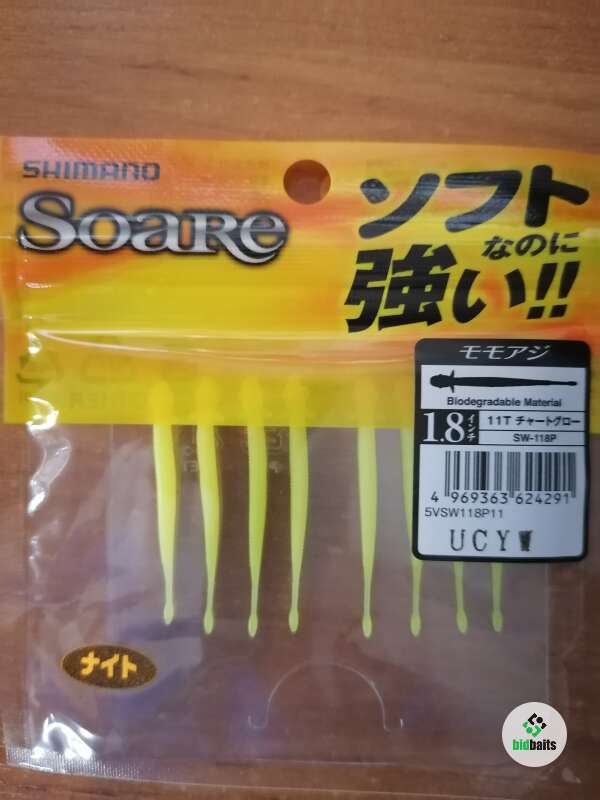 SHIMANO
SOARE
ソフト
なのに
強い!!
モモアジ
Biodegradable Material
1.8インチ 11T チャートグロー
SW-118P
4 969363 624291
5VSW118P11
UCY
ナイト
bidbaits